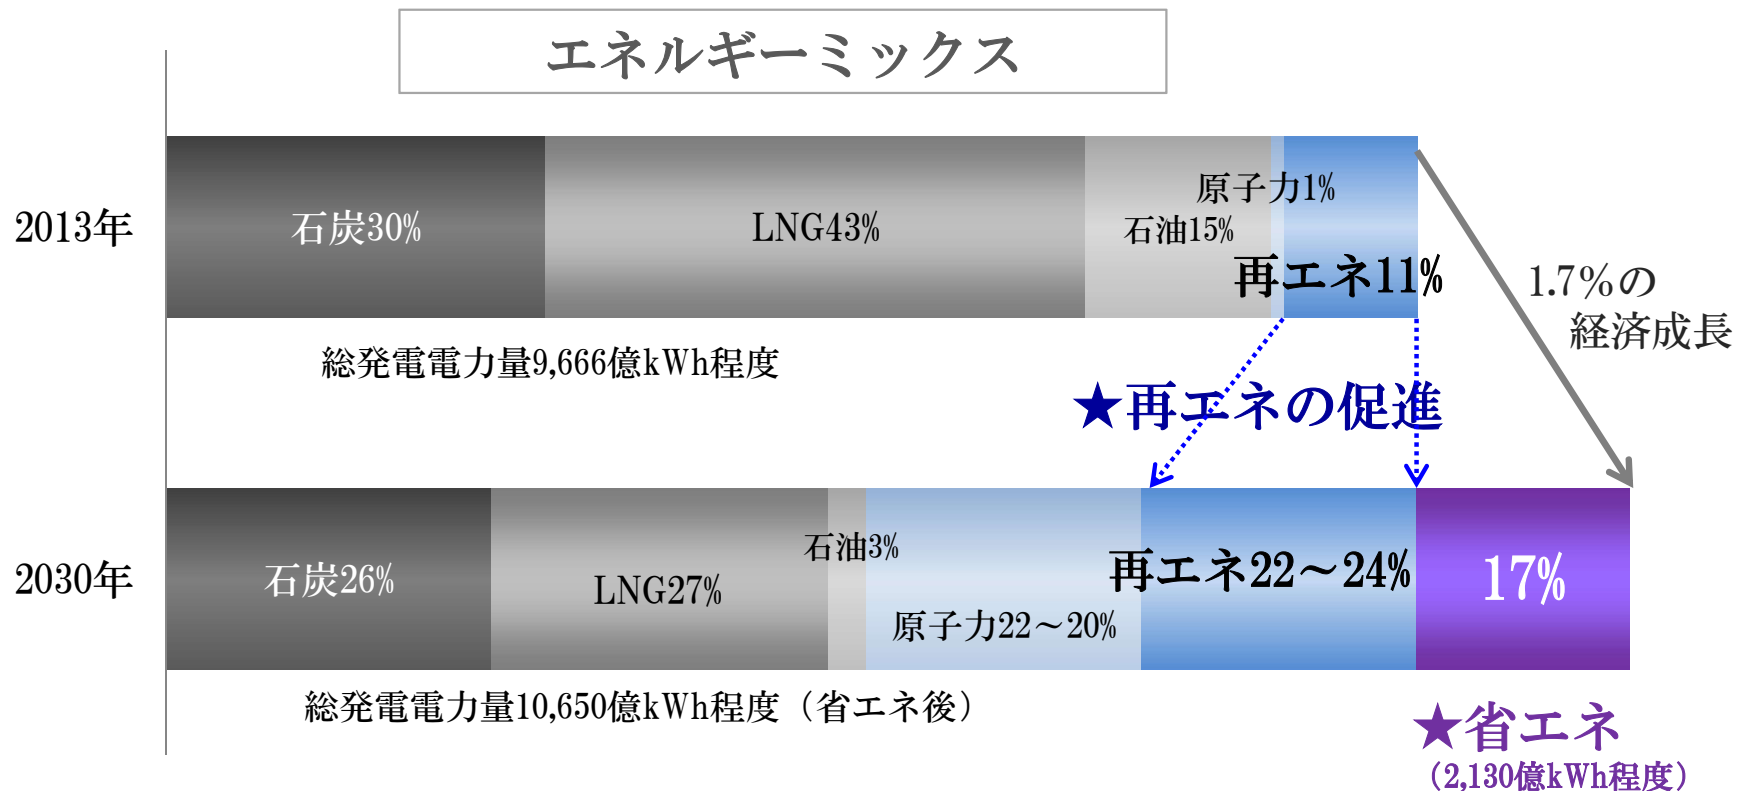 エネルギーミックス
2013年
石炭30%
LNG43%
石油15%
原子力1%
再エネ11%
1.7%の
経済成長
総発電電力量9,666億kWh程度
★再エネの促進
2030年
石炭26%
LNG27%
石油3%
原子力22～20%
再エネ22～24%
17%
総発電電力量10,650億kWh程度（省エネ後）
★省エネ
（2,130億kWh程度）